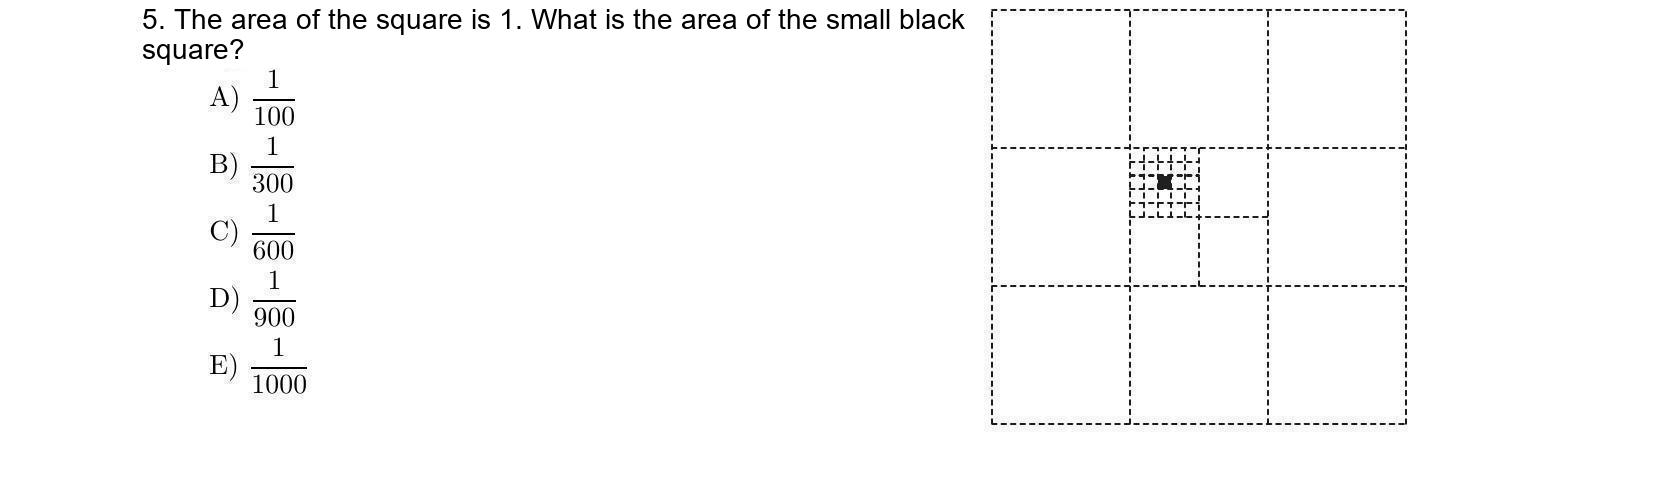 5. The area of the square is 1. What is the area of the small black
square?
A) 1/100
B) 1/300
C) 1/600
D) 1/900
E) 1/1000